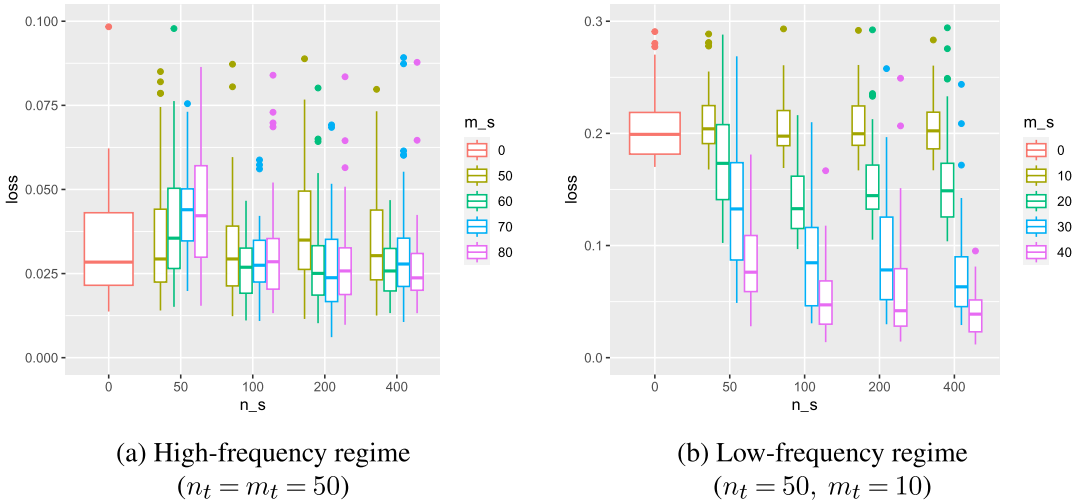 0.100
0.075
0.050
0.025
0.000
loss
0 50 100 200 400
n_s
m_s
0
50
60
70
80
(a) High-frequency regime
(n_t = m_t = 50)
0.3
0.2
0.1
0.0
loss
0 50 100 200 400
n_s
m_s
0
10
20
30
40
(b) Low-frequency regime
(n_t = 50, m_t = 10)